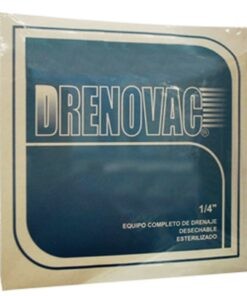 DRENOVAC®
1/4"
EQUIPO COMPLETO DE DRENAJE
DESECHABLE
ESTERILIZADO